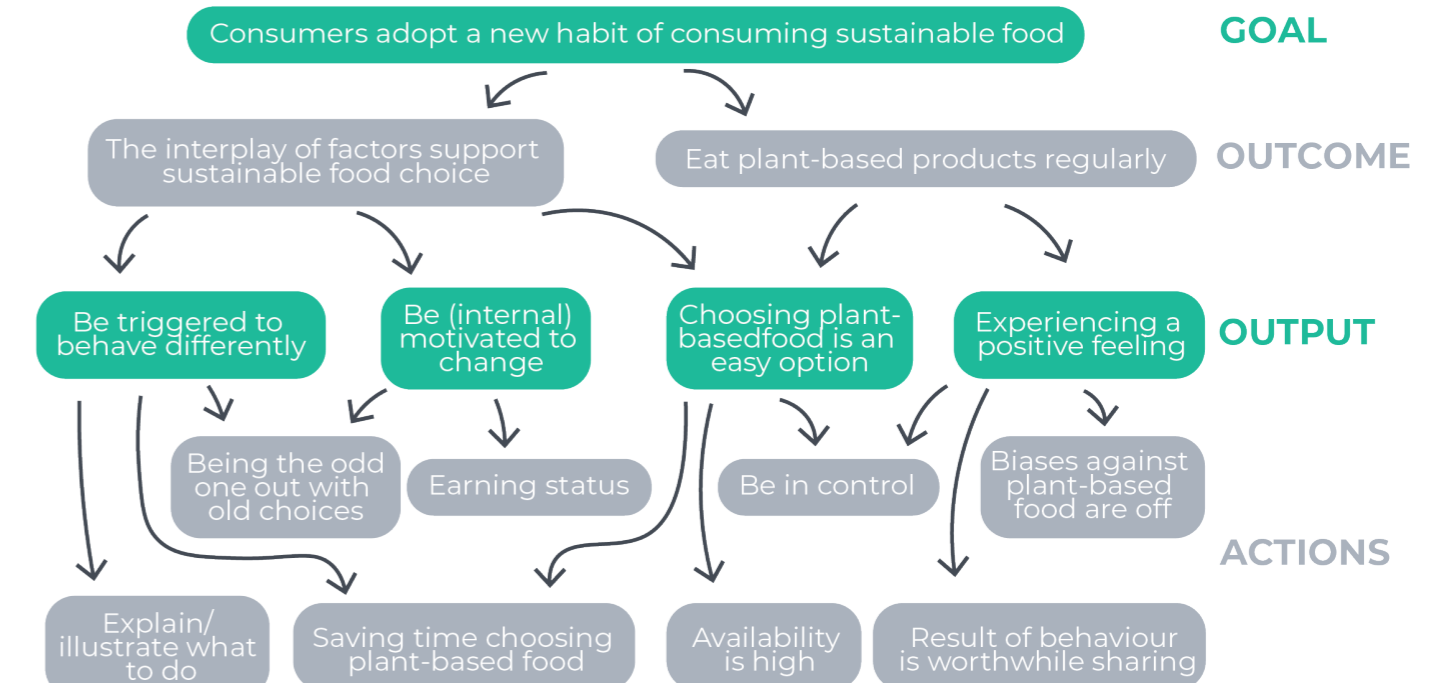 Consumers adopt a new habit of consuming sustainable food
GOAL
The interplay of factors support
sustainable food choice
Eat plant-based products regularly
OUTCOME
Be triggered to
behave differently
Be (internal)
motivated to
change
Choosing plant-
basedfood is an
easy option
Experiencing a
positive feeling
OUTPUT
Being the odd
one out with
old choices
Earning status
Be in control
Biases against
plant-based
food are off
ACTIONS
Explain/
illustrate what
to do
Saving time choosing
plant-based food
Availability
is high
Result of behaviour
is worthwhile sharing